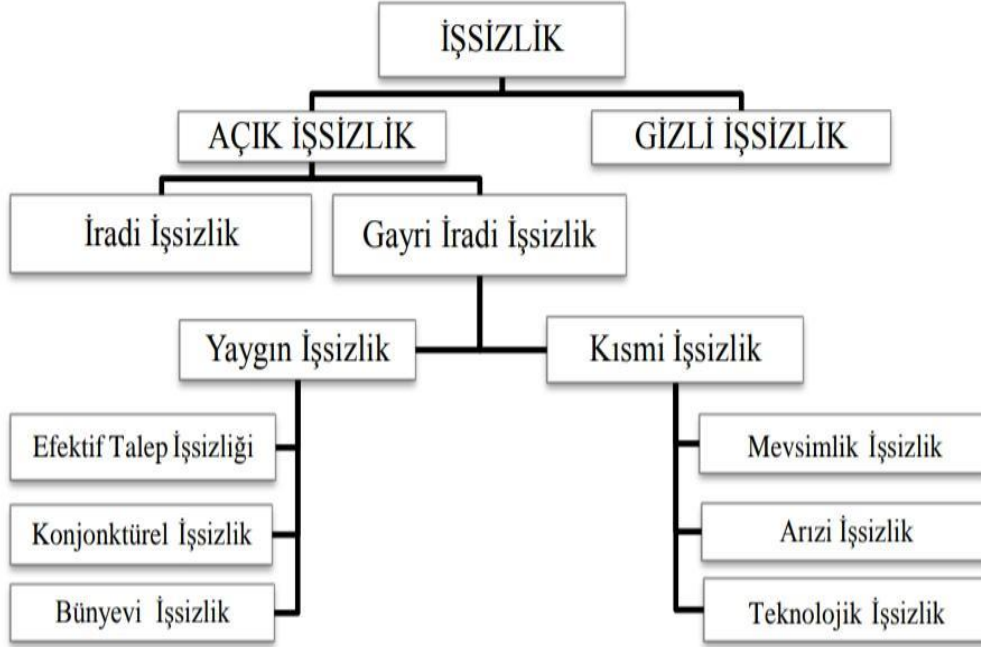 İŞSİZLİK
AÇIK İŞSİZLİK
GİZLİ İŞSİZLİK
İradi İşsizlik
Gayri İradi İşsizlik
Yaygın İşsizlik
Kısmi İşsizlik
Efektif Talep İşsizliği
Konjonktürel İşsizlik
Bünyevi İşsizlik
Mevsimlik İşsizlik
Arızi İşsizlik
Teknolojik İşsizlik